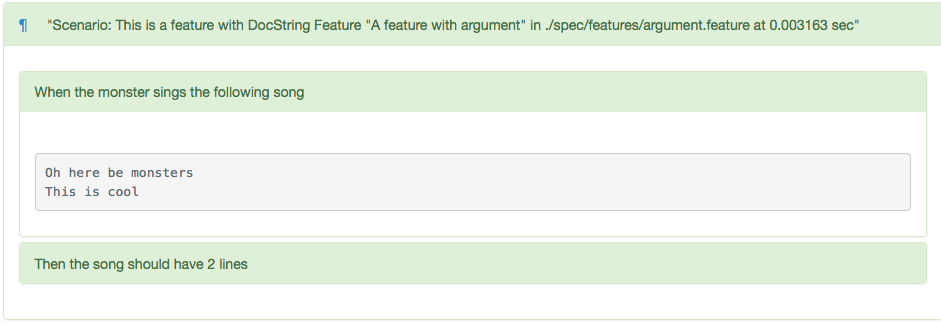 ¶ "Scenario: This is a feature with DocString Feature "A feature with argument" in ./spec/features/argument.feature at 0.003163 sec"
When the monster sings the following song
Oh here be monsters
This is cool
Then the song should have 2 lines